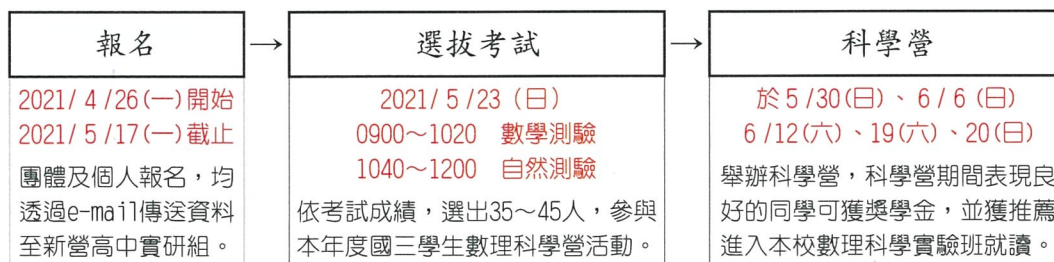 報名
→
選拔考試
→
科學營
2021/ 4 /26(一)開始
2021/ 5 /17(一)截止
團體及個人報名，均
透過e-mail傳送資料
至新營高中實研組。
2021/ 5 /23（日）
0900～1020 數學測驗
1040～1200 自然測驗
依考試成績，選出35～45人，參與
本年度國三學生數理科學營活動。
於 5 /30(日)、 6 / 6 (日)
6 /12(六)、19(六)、20(日)
舉辦科學營，科學營期間表現良
好的同學可獲獎學金，並獲推薦
進入本校數理科學實驗班就讀。